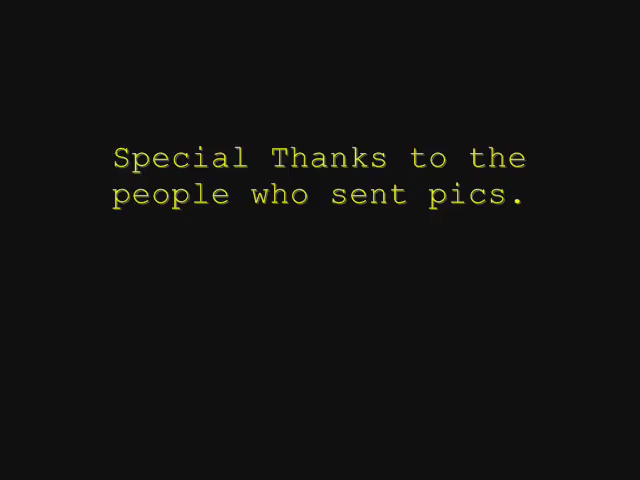 Special Thanks to the
people who sent pics.